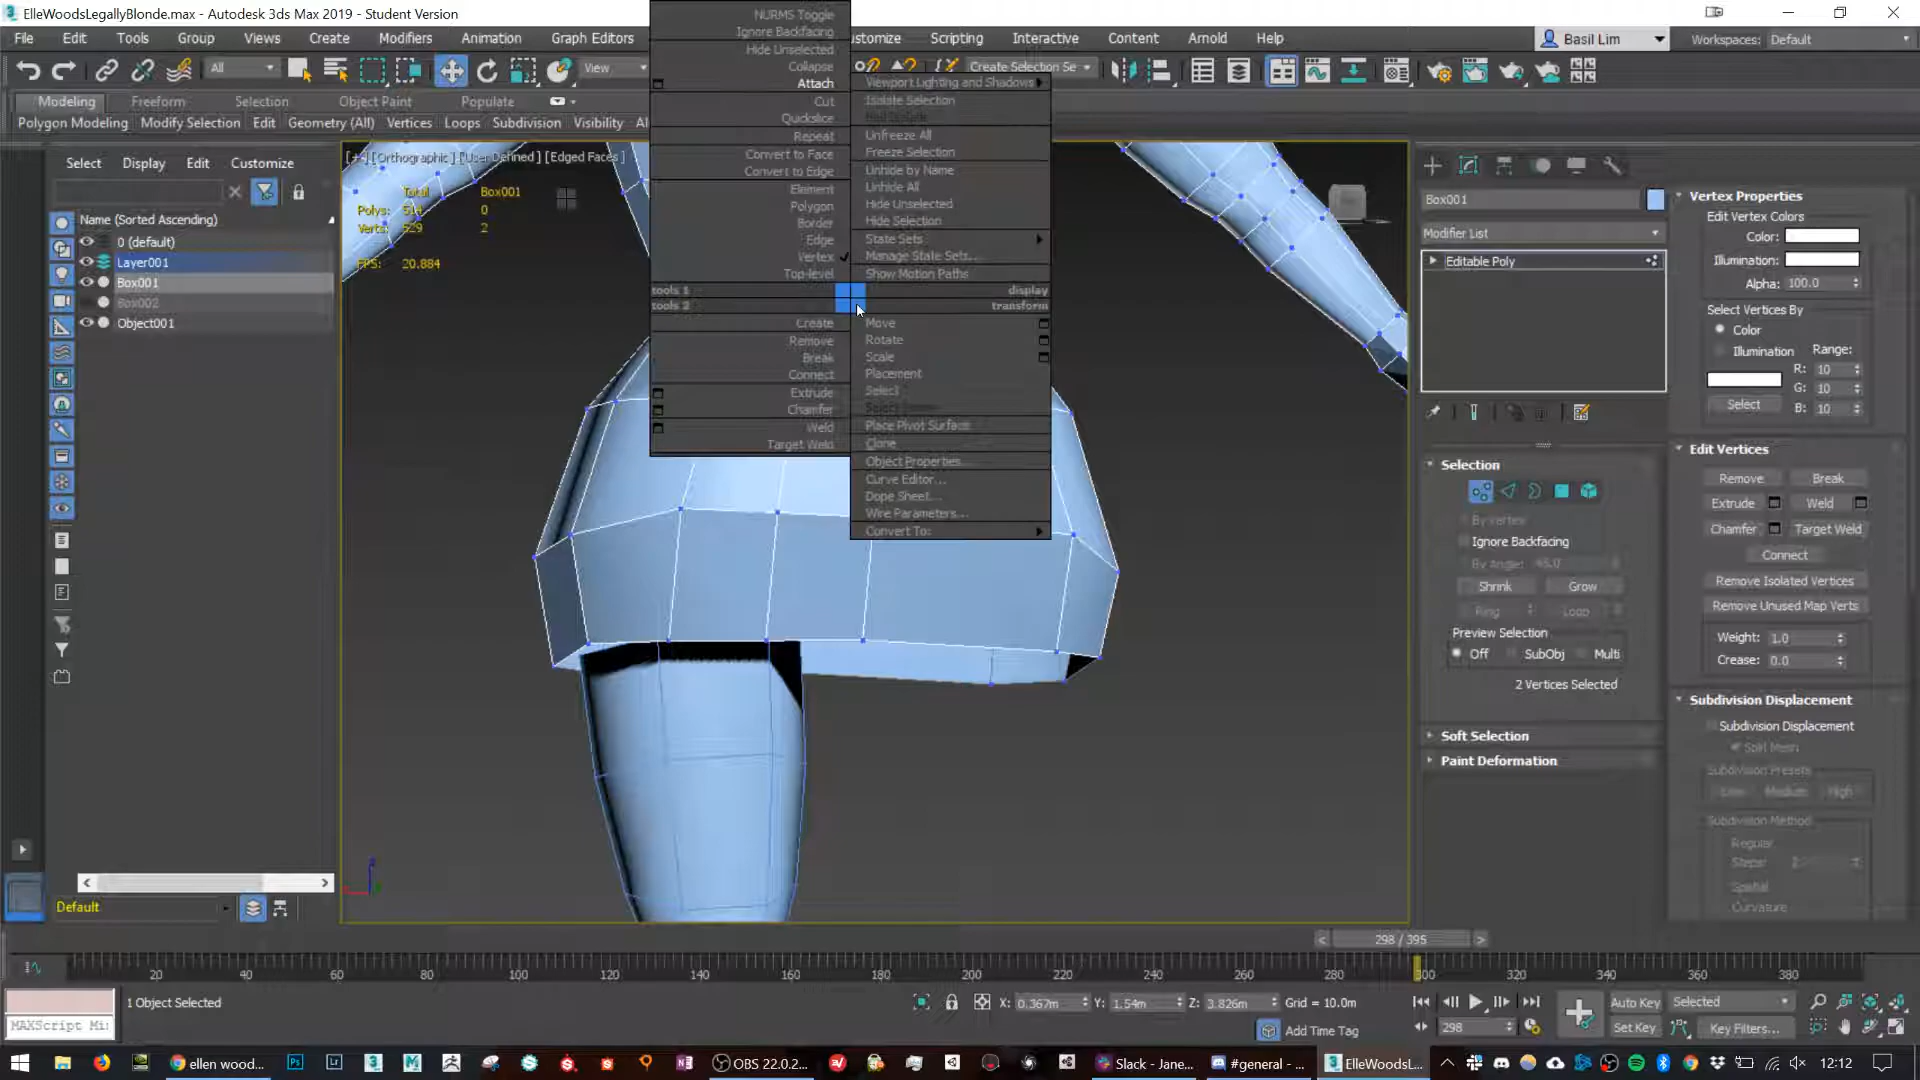 ElleWoodsLegallyBlonde.max - Autodesk 3ds Max 2019 - Student Version
File Edit Tools Group Views Create Modifiers Animation Graph Editors Customize Scripting Interactive Content Arnold Help
Basil Lim
Workspaces: Default
All
View
Create Selection Se
Modeling Freeform Selection Object Paint Populate
Polygon Modeling Modify Selection Edit Geometry (All) Vertices Loops Subdivision Visibility
Select Display Edit Customize
Name (Sorted Ascending)
0 (default)
Layer001
Box001
Box002
Object001
Default
[+] [Orthographic] [User Defined] [Edged Faces]
Total Box001
Polys: 514 0
Verts: 529 2
FPS: 20.884
NURMS Toggle
Ignore Backfacing
Hide Unselected
Collapse
Attach
Cut
Quickslice
Repeat
Convert to Face
Convert to Edge
Element
Polygon
Border
Edge
Vertex
Top-level
tools 1
tools 2
Create
Remove
Break
Connect
Extrude
Chamfer
Weld
Target Weld
Viewport Lighting and Shadows
Isolate Selection
Unfreeze All
Freeze Selection
Unhide by Name
Unhide All
Hide Unselected
Hide Selection
State Sets
Manage State Sets...
Show Motion Paths
display
transform
Move
Rotate
Scale
Placement
Select
Place Pivot Surface
Clone
Object Properties...
Curve Editor...
Dope Sheet...
Wire Parameters...
Convert To:
Box001
Modifier List
Editable Poly
Selection
By Vertex
Ignore Backfacing
By Angle: 45.0
Shrink Grow
Ring Loop
Preview Selection
Off SubObj Multi
2 Vertices Selected
Soft Selection
Paint Deformation
Vertex Properties
Edit Vertex Colors
Color:
Illumination:
Alpha: 100.0
Select Vertices By
Color
Illumination Range:
R: 10
G: 10
Select B: 10
Edit Vertices
Remove Break
Extrude Weld
Chamfer Target Weld
Connect
Remove Isolated Vertices
Remove Unused Map Verts
Weight: 1.0
Crease: 0.0
Subdivision Displacement
Subdivision Displacement
Split Mesh
Subdivision Presets
Low Medium High
Subdivision Method
Regular
Steps: 2
Spatial
Curvature
298 / 395
20 40 60 80 100 120 140 160 180 200 220 240 260 280 300 320 340 360 380
1 Object Selected
MAXScript Mi
X: 0.367m Y: 1.54m Z: 3.826m Grid = 10.0m
Add Time Tag
298
Auto Key Selected
Set Key Key Filters...
ellen wood...
OBS 22.0.2...
Slack - Jane...
#general - ...
ElleWoodsL...
12:12